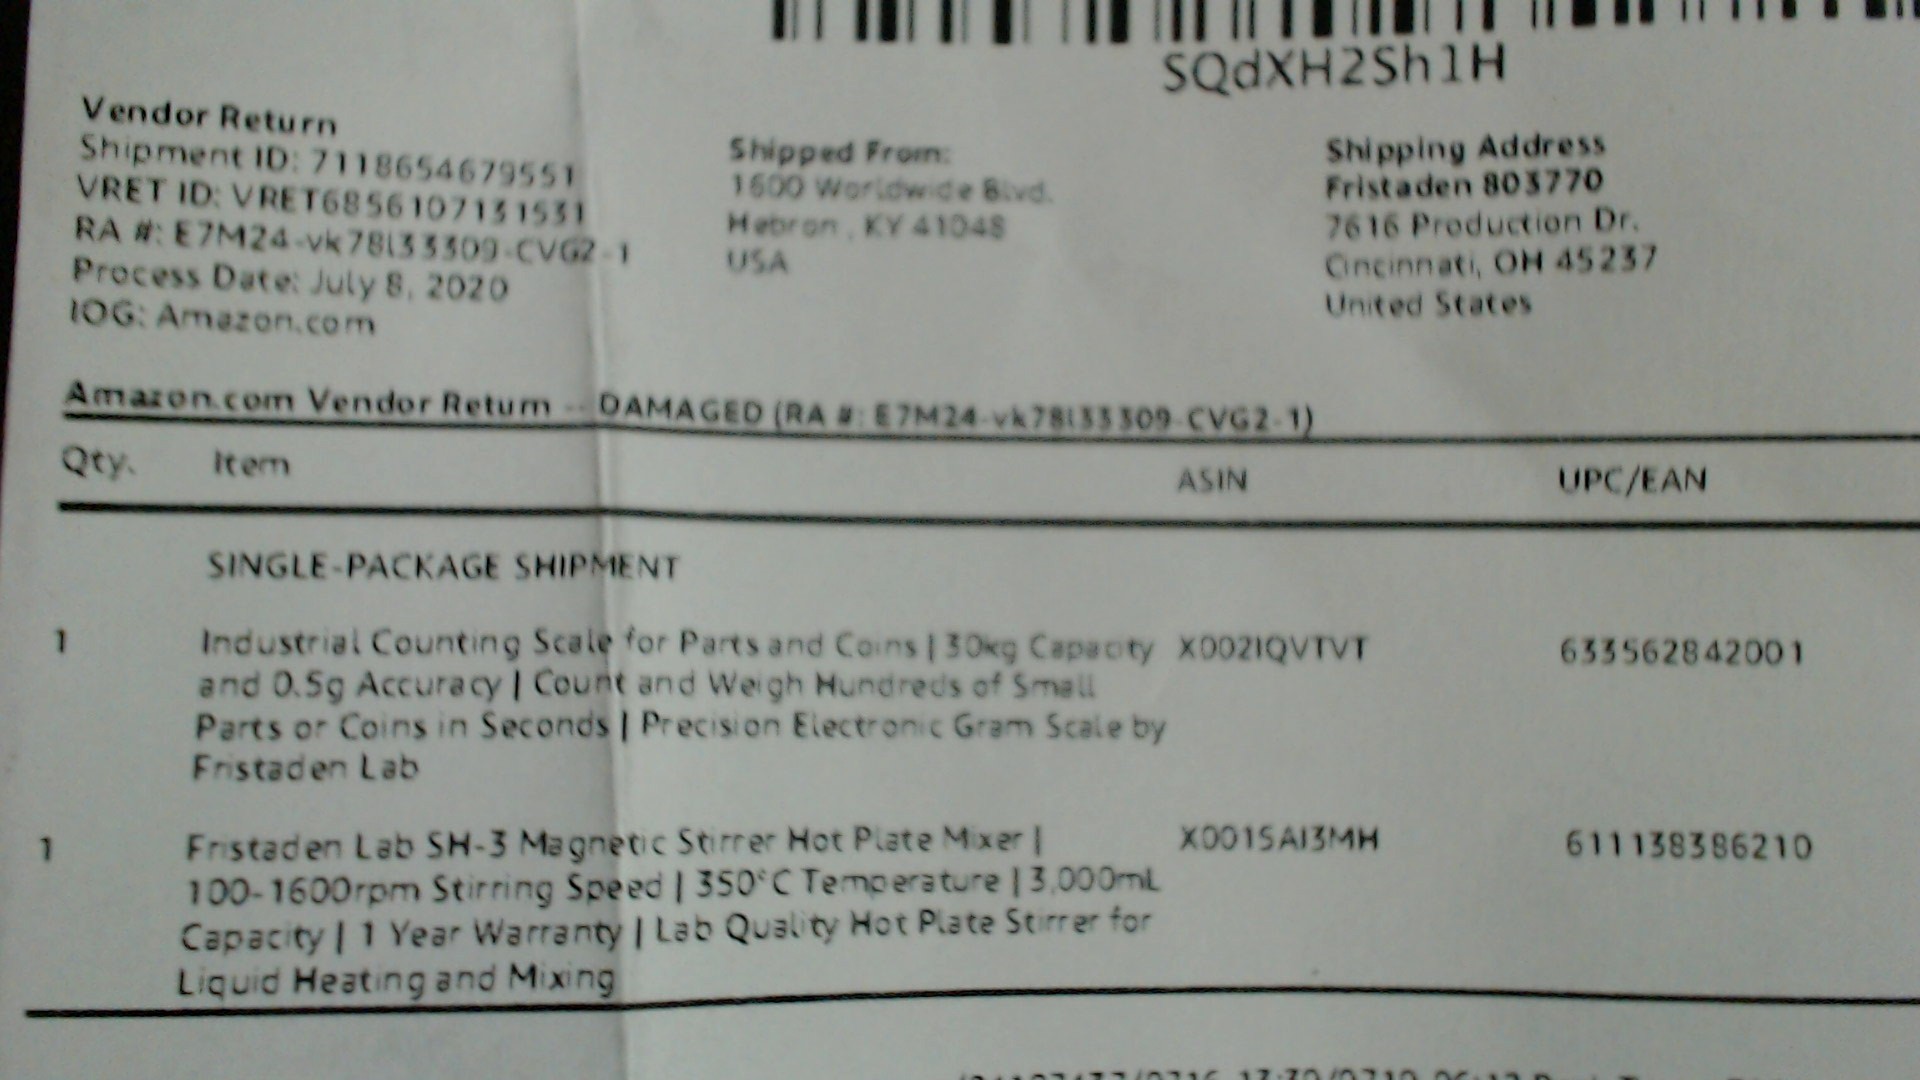 SQdXH2Sh1H
Vendor Return
Shipment ID: 7118654679551
VRET ID: VRET6856107131531
RA #: E7M24-vk78l33309-CVG2-1
Process Date: July 8, 2020
IOG: Amazon.com
Shipped From:
1600 Worldwide Blvd.
Hebron , KY 41048
USA
Shipping Address
Fristaden 803770
7616 Production Dr.
Cincinnati, OH 45237
United States
Amazon.com Vendor Return -- DAMAGED (RA #: E7M24-vk78l33309-CVG2-1)
Qty. Item ASIN UPC/EAN
SINGLE-PACKAGE SHIPMENT
1 Industrial Counting Scale for Parts and Coins | 30kg Capacity X002IQVTVT 633562842001
and 0.5g Accuracy | Count and Weigh Hundreds of Small
Parts or Coins in Seconds | Precision Electronic Gram Scale by
Fristaden Lab
1 Fristaden Lab SH-3 Magnetic Stirrer Hot Plate Mixer | X001SAI3MH 611138386210
100-1600rpm Stirring Speed | 350°C Temperature | 3,000mL
Capacity | 1 Year Warranty | Lab Quality Hot Plate Stirrer for
Liquid Heating and Mixing